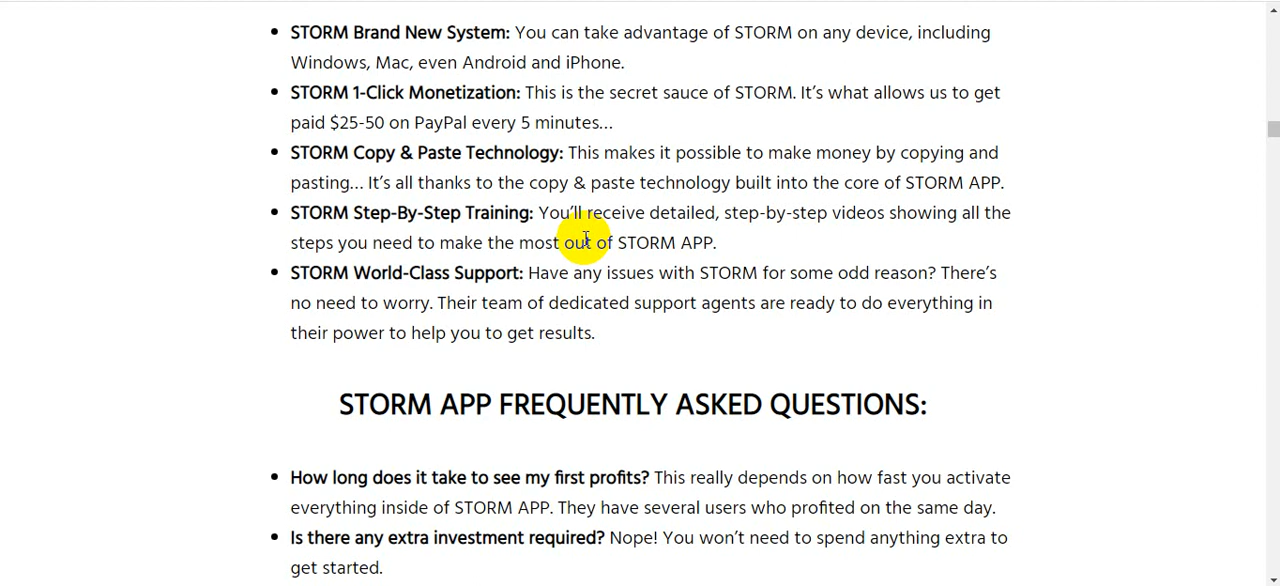 STORM Brand New System: You can take advantage of STORM on any device, including
Windows, Mac, even Android and iPhone.
STORM 1-Click Monetization: This is the secret sauce of STORM. It’s what allows us to get
paid $25-50 on PayPal every 5 minutes…
STORM Copy & Paste Technology: This makes it possible to make money by copying and
pasting… It’s all thanks to the copy & paste technology built into the core of STORM APP.
STORM Step-By-Step Training: You’ll receive detailed, step-by-step videos showing all the
steps you need to make the most out of STORM APP.
STORM World-Class Support: Have any issues with STORM for some odd reason? There’s
no need to worry. Their team of dedicated support agents are ready to do everything in
their power to help you to get results.
STORM APP FREQUENTLY ASKED QUESTIONS:
How long does it take to see my first profits? This really depends on how fast you activate
everything inside of STORM APP. They have several users who profited on the same day.
Is there any extra investment required? Nope! You won’t need to spend anything extra to
get started.